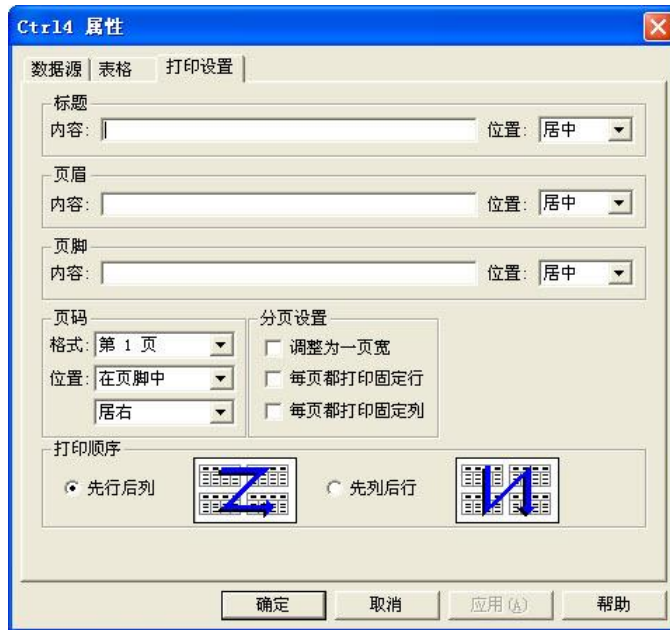 Ctrl4 属性
数据源 表格 打印设置
标题
内容: 位置: 居中
页眉
内容: 位置: 居中
页脚
内容: 位置: 居中
页码 分页设置
格式: 第 1 页 调整为一页宽
位置: 在页脚中 每页都打印固定行
居右 每页都打印固定列
打印顺序
先行后列 先列后行
确定 取消 应用(A) 帮助